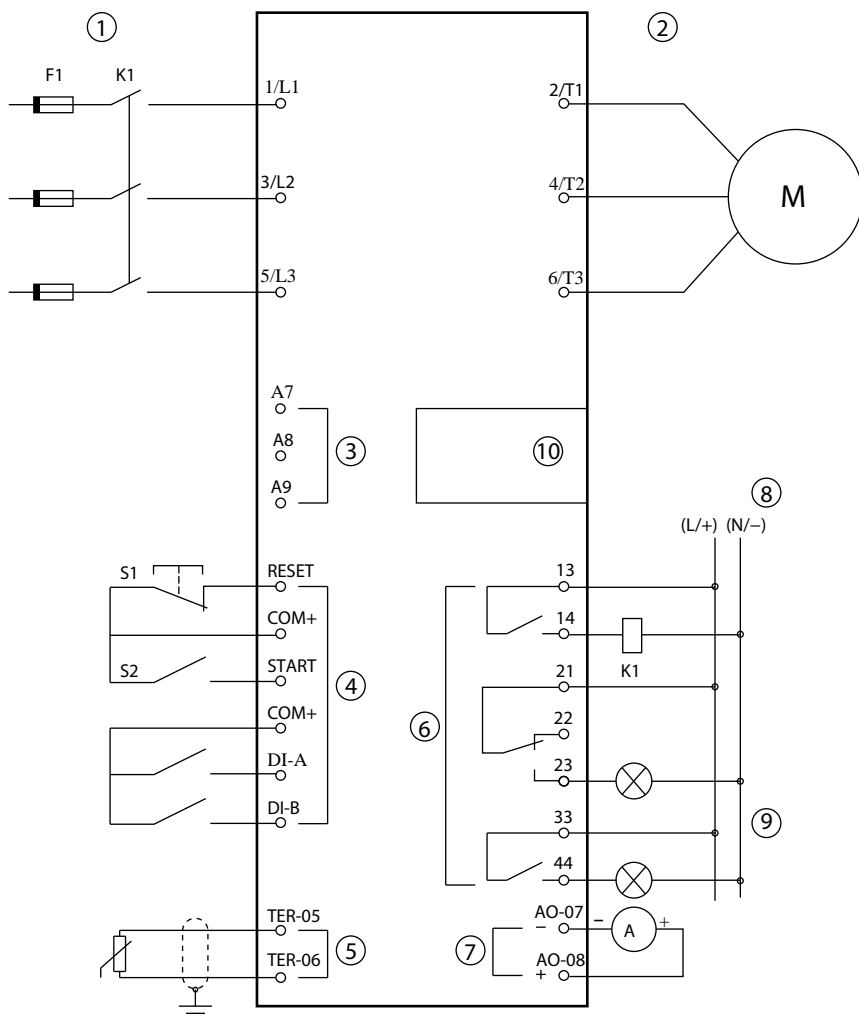 ① ②
F1 K1
1/L1 2/T1
3/L2 4/T2
M
5/L3 6/T3
A7
A8 ③ ⑩
A9
⑧
(L/+) (N/−)
S1 RESET 13
COM+ 14
S2 START K1
④ 21
COM+ ⑥ 22
DI-A 23
DI-B 33 ⑨
44
TER-05 AO-07
− − A +
⑤ ⑦
TER-06 AO-08
+